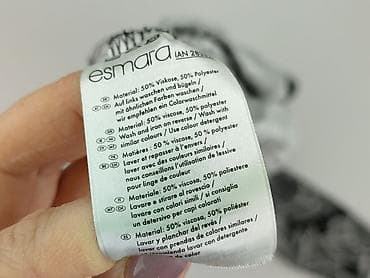 esmara
IAN 28
Material: 50% Viskose, 50% Polyester
Auf links waschen und bügeln /
mit ähnlichen Farben waschen /
wir empfehlen ein Colorwaschmittel
Material: 50% viscose, 50% polyester
Wash and iron on reverse / Wash with
similar colours / Use colour detergent
Matières : 50 % viscose, 50 % polyester
Laver et repasser à l'envers /
laver avec des couleurs similaires /
nous conseillons l'utilisation de lessive
pour linge de couleur
Materiale: 50% viscosa, 50% poliestere
Lavare e stirare al rovescio /
lavare con colori simili / si consiglia
un detersivo per capi colorati
Material: 50% viscosa, 50% poliéster
Lavar y planchar del revés /
lavar con prendas de colores similares /
recomiendo lavar con detergente